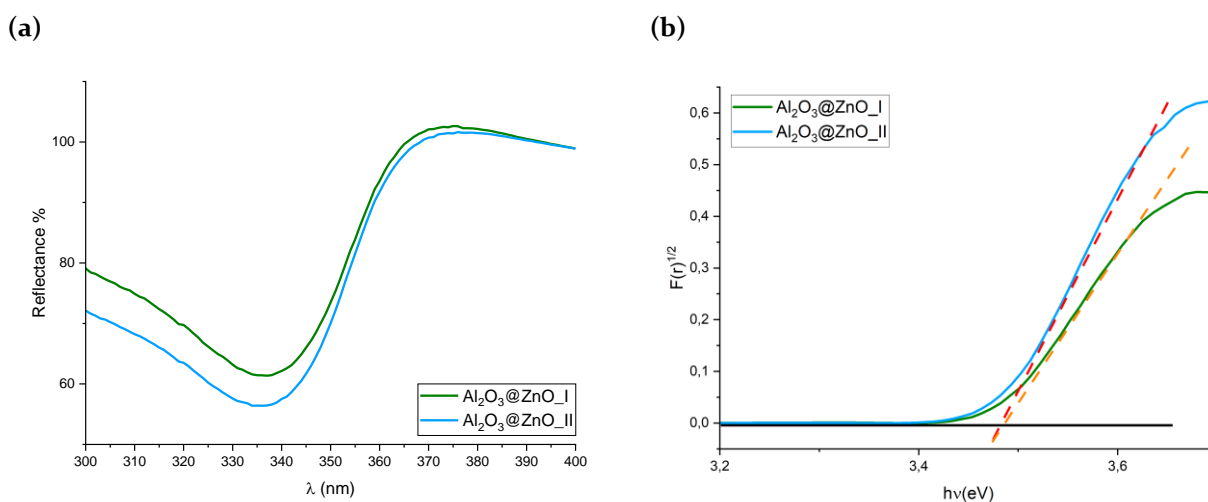 (a)
(b)
Reflectance %
100
80
60
300 310 320 330 340 350 360 370 380 390 400
λ (nm)
Al₂O₃@ZnO_I
Al₂O₃@ZnO_II
F(r)¹ᐟ²
0,6
0,5
0,4
0,3
0,2
0,1
0,0
3,2 3,4 3,6
hν(eV)
Al₂O₃@ZnO_I
Al₂O₃@ZnO_II